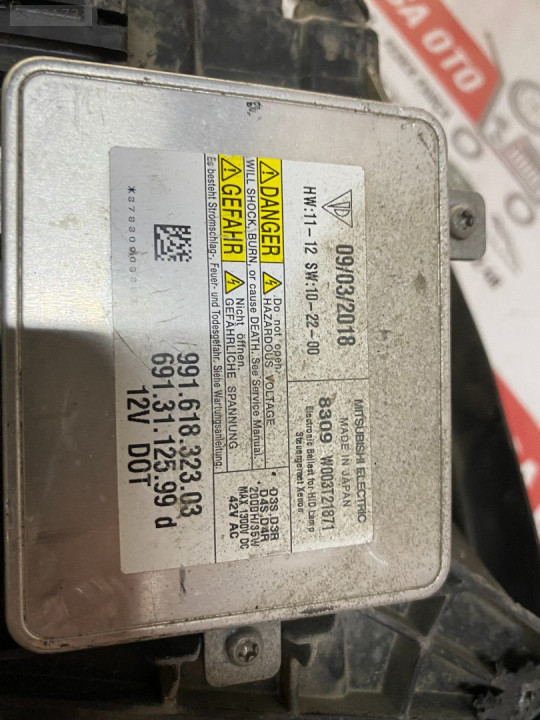 09/03/2018
HW:11-12 SW:10-22-00
MITSUBISHI ELECTRIC
MADE IN JAPAN
8309 W003T21871
Electronic Ballast for HID Lamp
Steuergeraet Xenon
DANGER
Do not open.
HAZARDOUS VOLTAGE
WILL SHOCK, BURN, or cause DEATH. See Service Manual.
GEFAHR
Nicht öffnen.
GEFÄHRLICHE SPANNUNG
Es besteht Stromschlag-, Feuer- und Todesgefahr. Siehe Wartungsanleitung.
D3S,D3R
D4S,D4R
MAX 1300V DC
42V AC
991.618.323.03
691.31.125.99 d
12V DOT
SA OTO